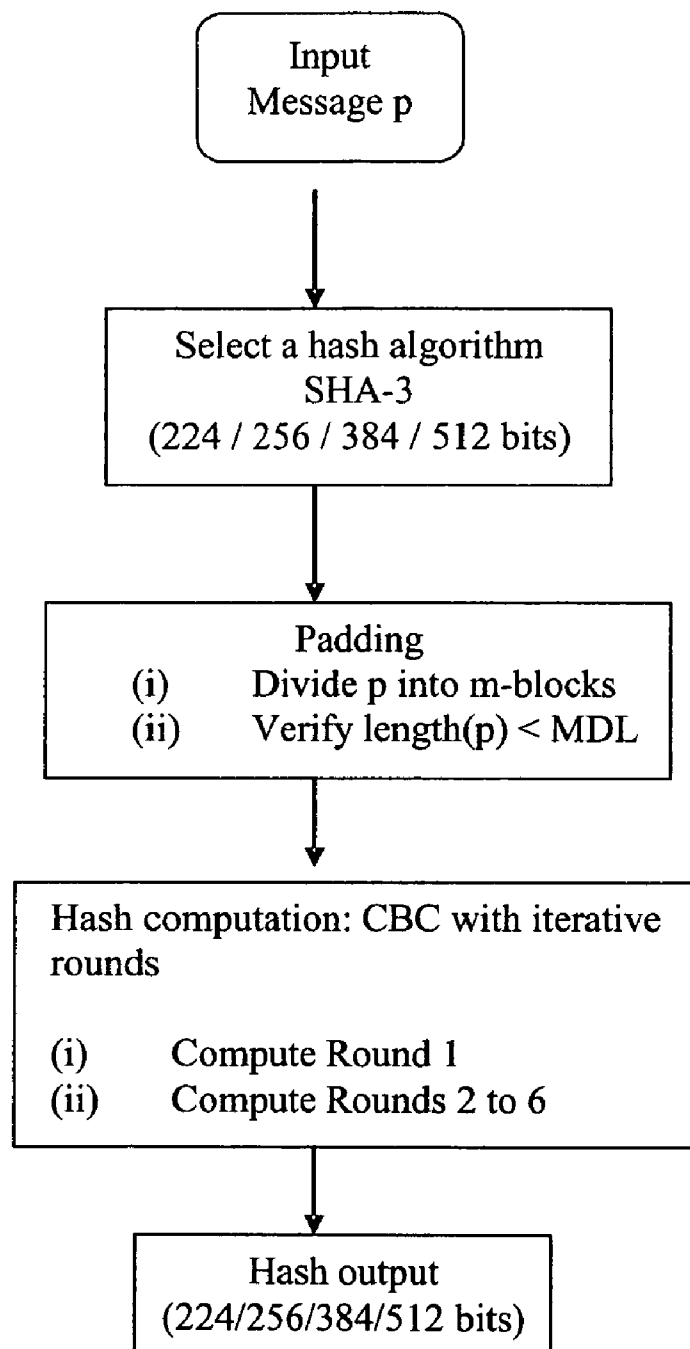 Input
Message p
Select a hash algorithm
SHA-3
(224 / 256 / 384 / 512 bits)
Padding
(i) Divide p into m-blocks
(ii) Verify length(p) < MDL
Hash computation: CBC with iterative
rounds
(i) Compute Round 1
(ii) Compute Rounds 2 to 6
Hash output
(224/256/384/512 bits)